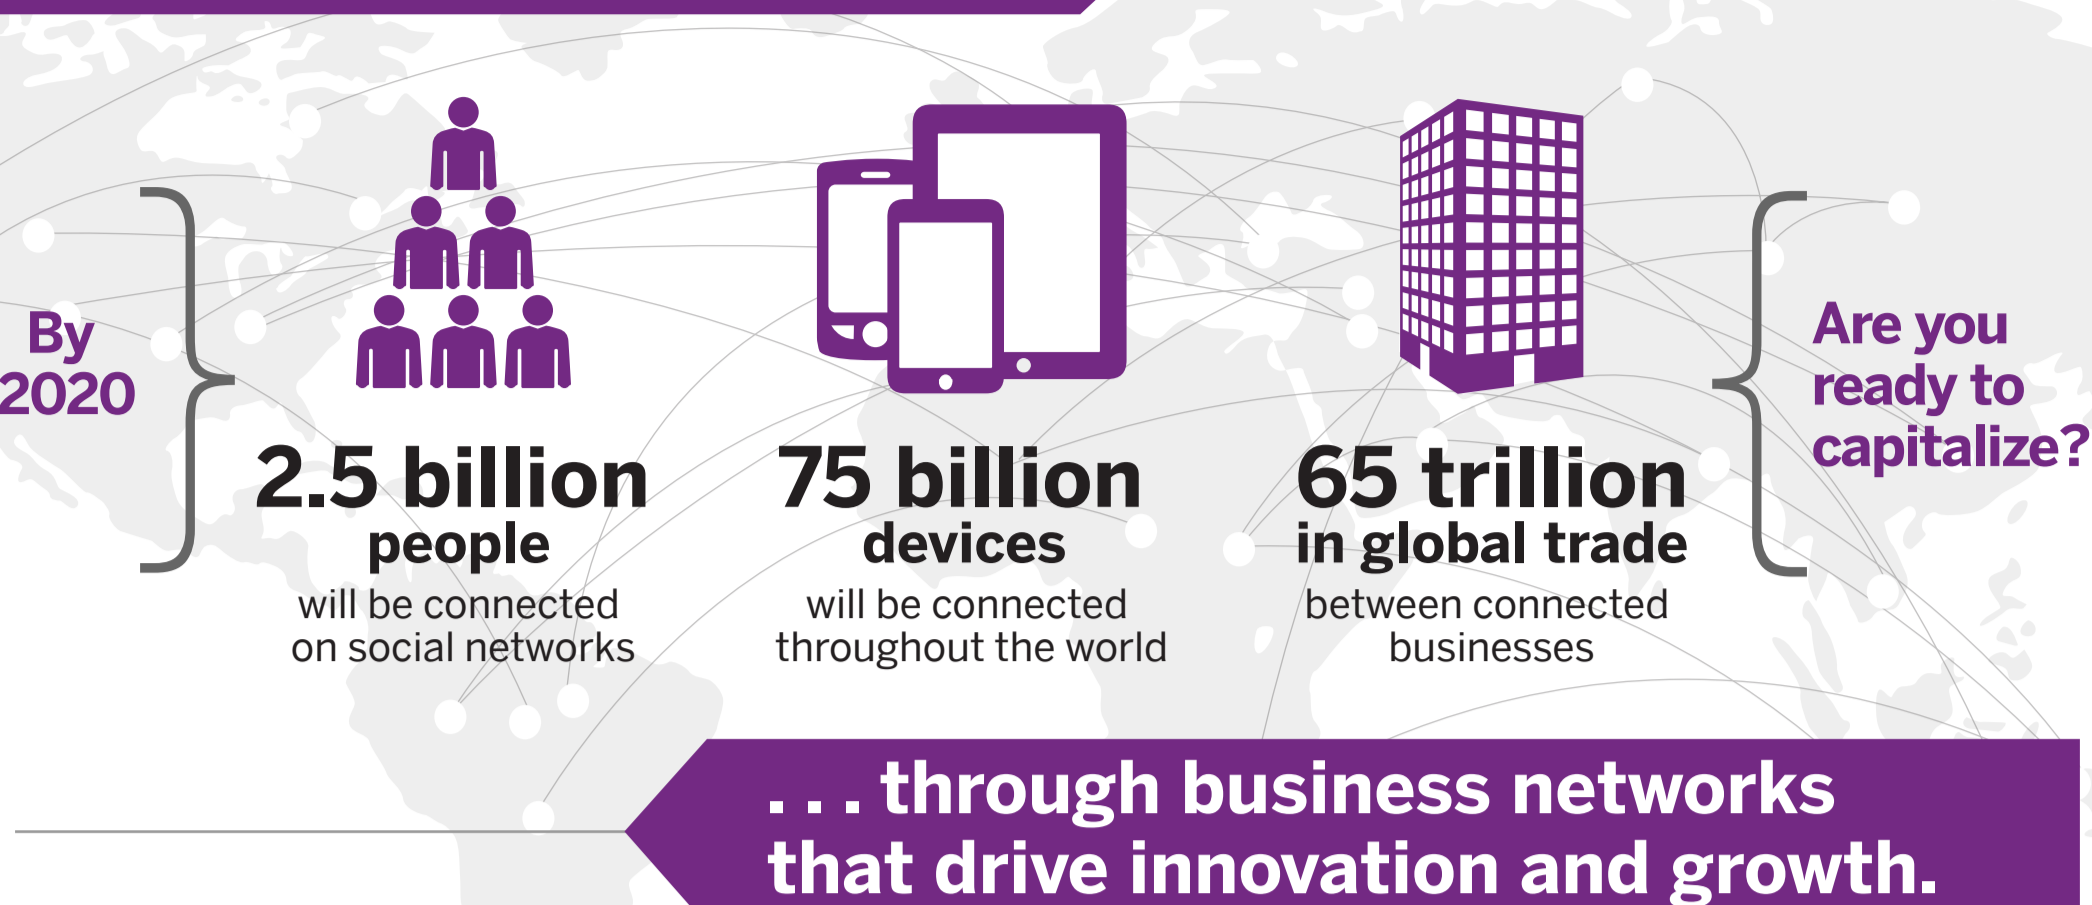 By
2020
2.5 billion
people
will be connected
on social networks
75 billion
devices
will be connected
throughout the world
65 trillion
in global trade
between connected
businesses
Are you
ready to
capitalize?
. . . through business networks
that drive innovation and growth.